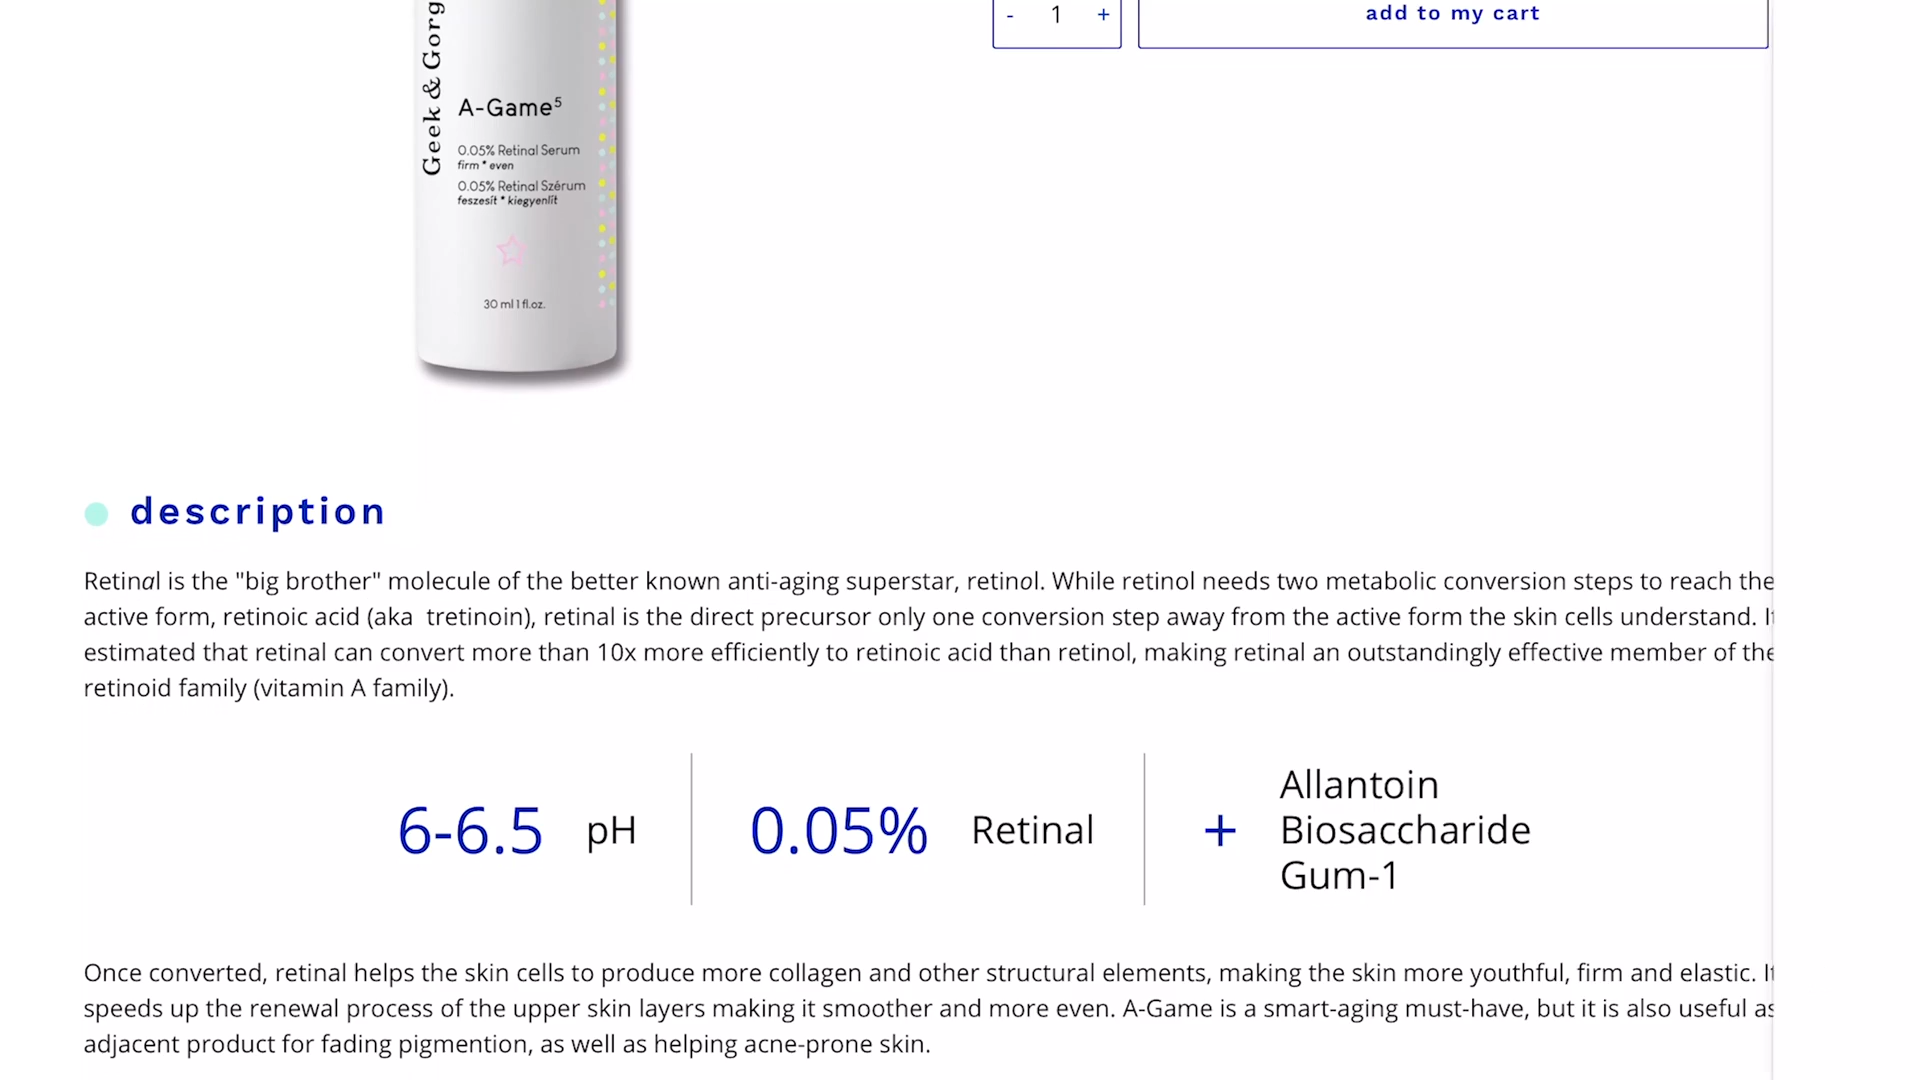 - 1 +
add to my cart
Geek & Gorg
A-Game⁵
0.05% Retinal Serum
firm * even
0.05% Retinal Szérum
feszesít * kiegyenlít
30 ml 1 fl.oz.
description
Retinal is the "big brother" molecule of the better known anti-aging superstar, retinol. While retinol needs two metabolic conversion steps to reach the
active form, retinoic acid (aka tretinoin), retinal is the direct precursor only one conversion step away from the active form the skin cells understand.
estimated that retinal can convert more than 10x more efficiently to retinoic acid than retinol, making retinal an outstandingly effective member of the
retinoid family (vitamin A family).
6-6.5 pH
0.05% Retinal
+ Allantoin
Biosaccharide
Gum-1
Once converted, retinal helps the skin cells to produce more collagen and other structural elements, making the skin more youthful, firm and elastic. It
speeds up the renewal process of the upper skin layers making it smoother and more even. A-Game is a smart-aging must-have, but it is also useful as
adjacent product for fading pigmention, as well as helping acne-prone skin.